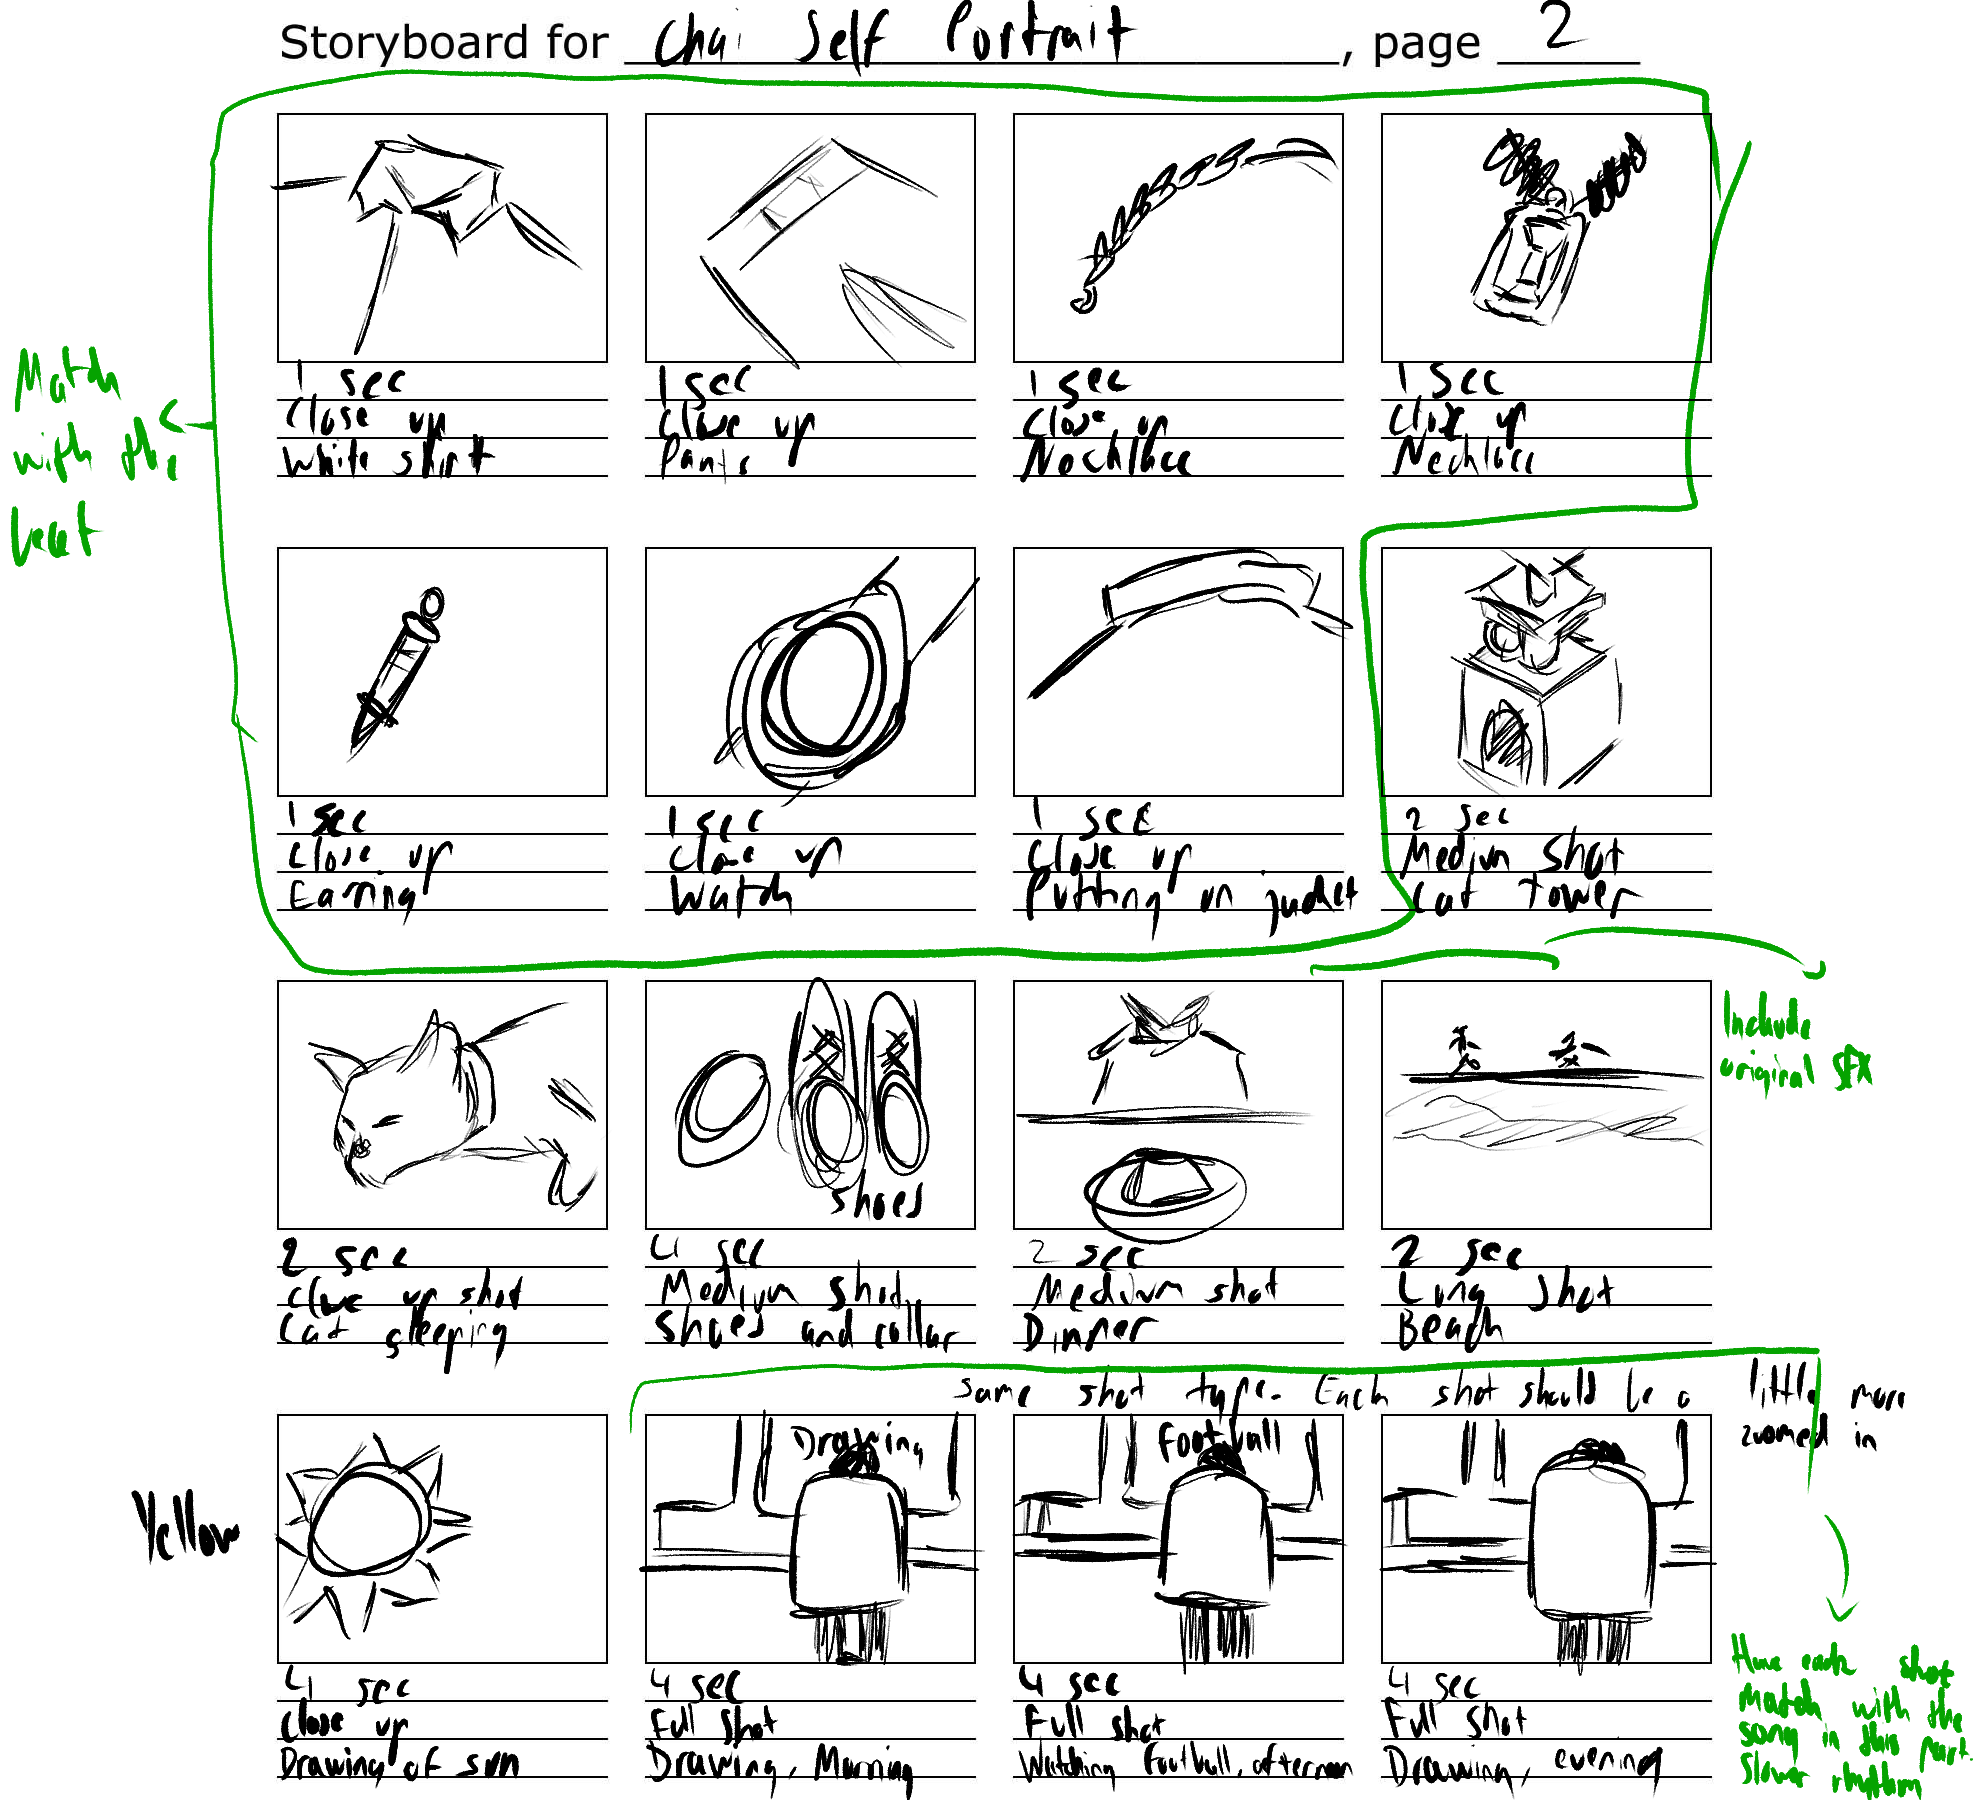 Storyboard for Chai Self Portrait, page 2
Match
with the
beat
1 sec
Close up
White shirt
1 sec
Close up
Pants
1 sec
Close up
Necklace
1 sec
Close up
Necklace
1 sec
Close up
Earring
1 sec
Close up
Watch
1 sec
Close up
Putting on jacket
2 sec
Medium shot
Cat tower
Include
original SFX
2 sec
Close up shot
Cat sleeping
Shoes
4 sec
Medium shot
Shoes and collar
2 sec
Medium shot
Dinner
2 sec
Long shot
Beach
Same shot type. Each shot should be a little more
zoomed in
Yellow
4 sec
Close up
Drawing of sun
Drawing
4 sec
Full shot
Drawing, Morning
Football
4 sec
Full shot
Watching football, afternoon
4 sec
Full shot
Drawing, evening
Have each shot
match with the
song in this part.
Slower rhythm